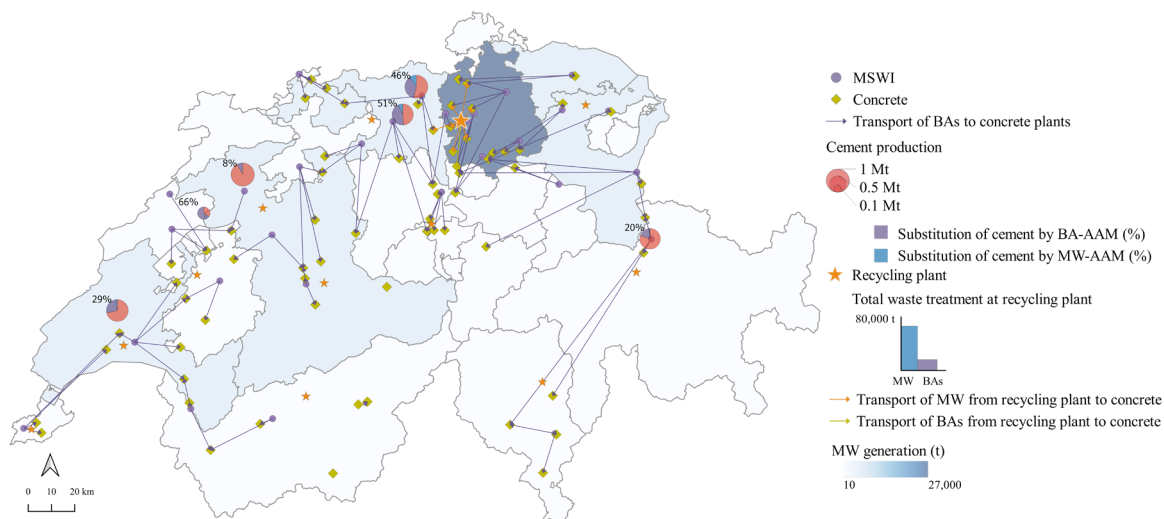 46%
51%
8%
66%
20%
29%
0 10 20 km
MSWI
Concrete
Transport of BAs to concrete plants
Cement production
1 Mt
0.5 Mt
0.1 Mt
Substitution of cement by BA-AAM (%)
Substitution of cement by MW-AAM (%)
Recycling plant
Total waste treatment at recycling plant
80,000 t
MW BAs
Transport of MW from recycling plant to concrete
Transport of BAs from recycling plant to concrete
MW generation (t)
10 27,000